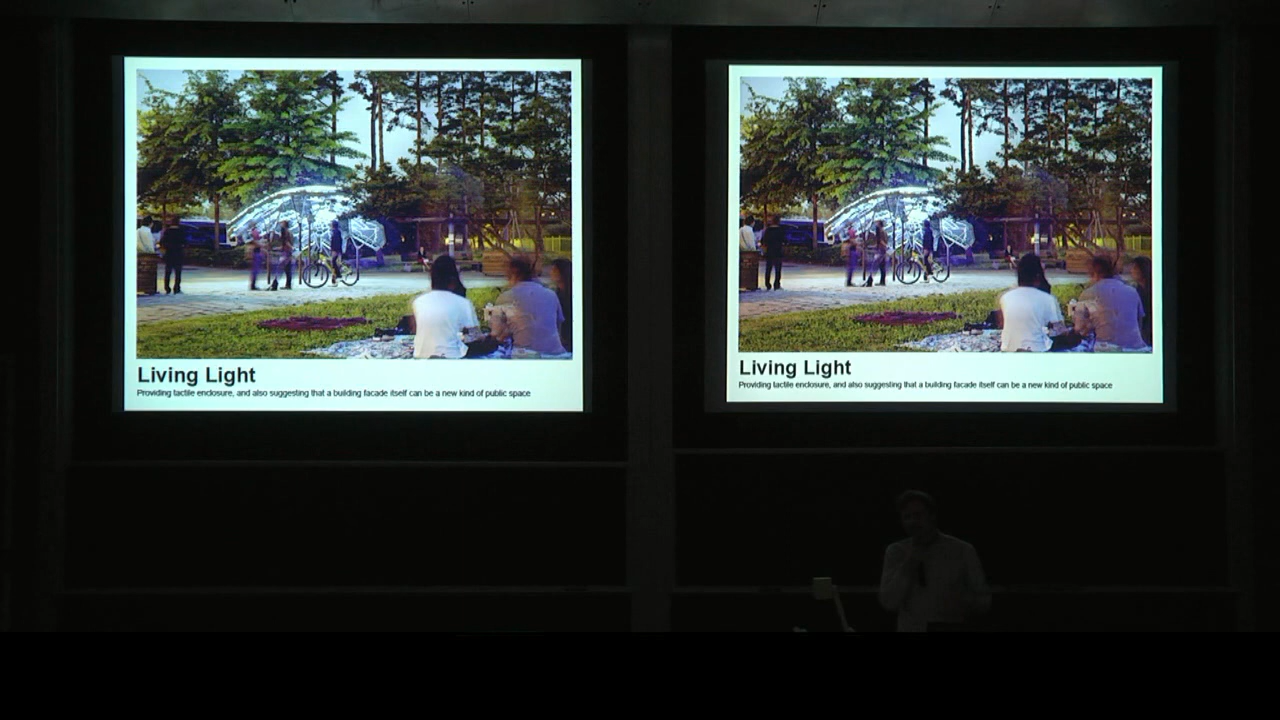 Living Light
Providing tactile enclosure, and also suggesting that a building facade itself can be a new kind of public space
Living Light
Providing tactile enclosure, and also suggesting that a building facade itself can be a new kind of public space